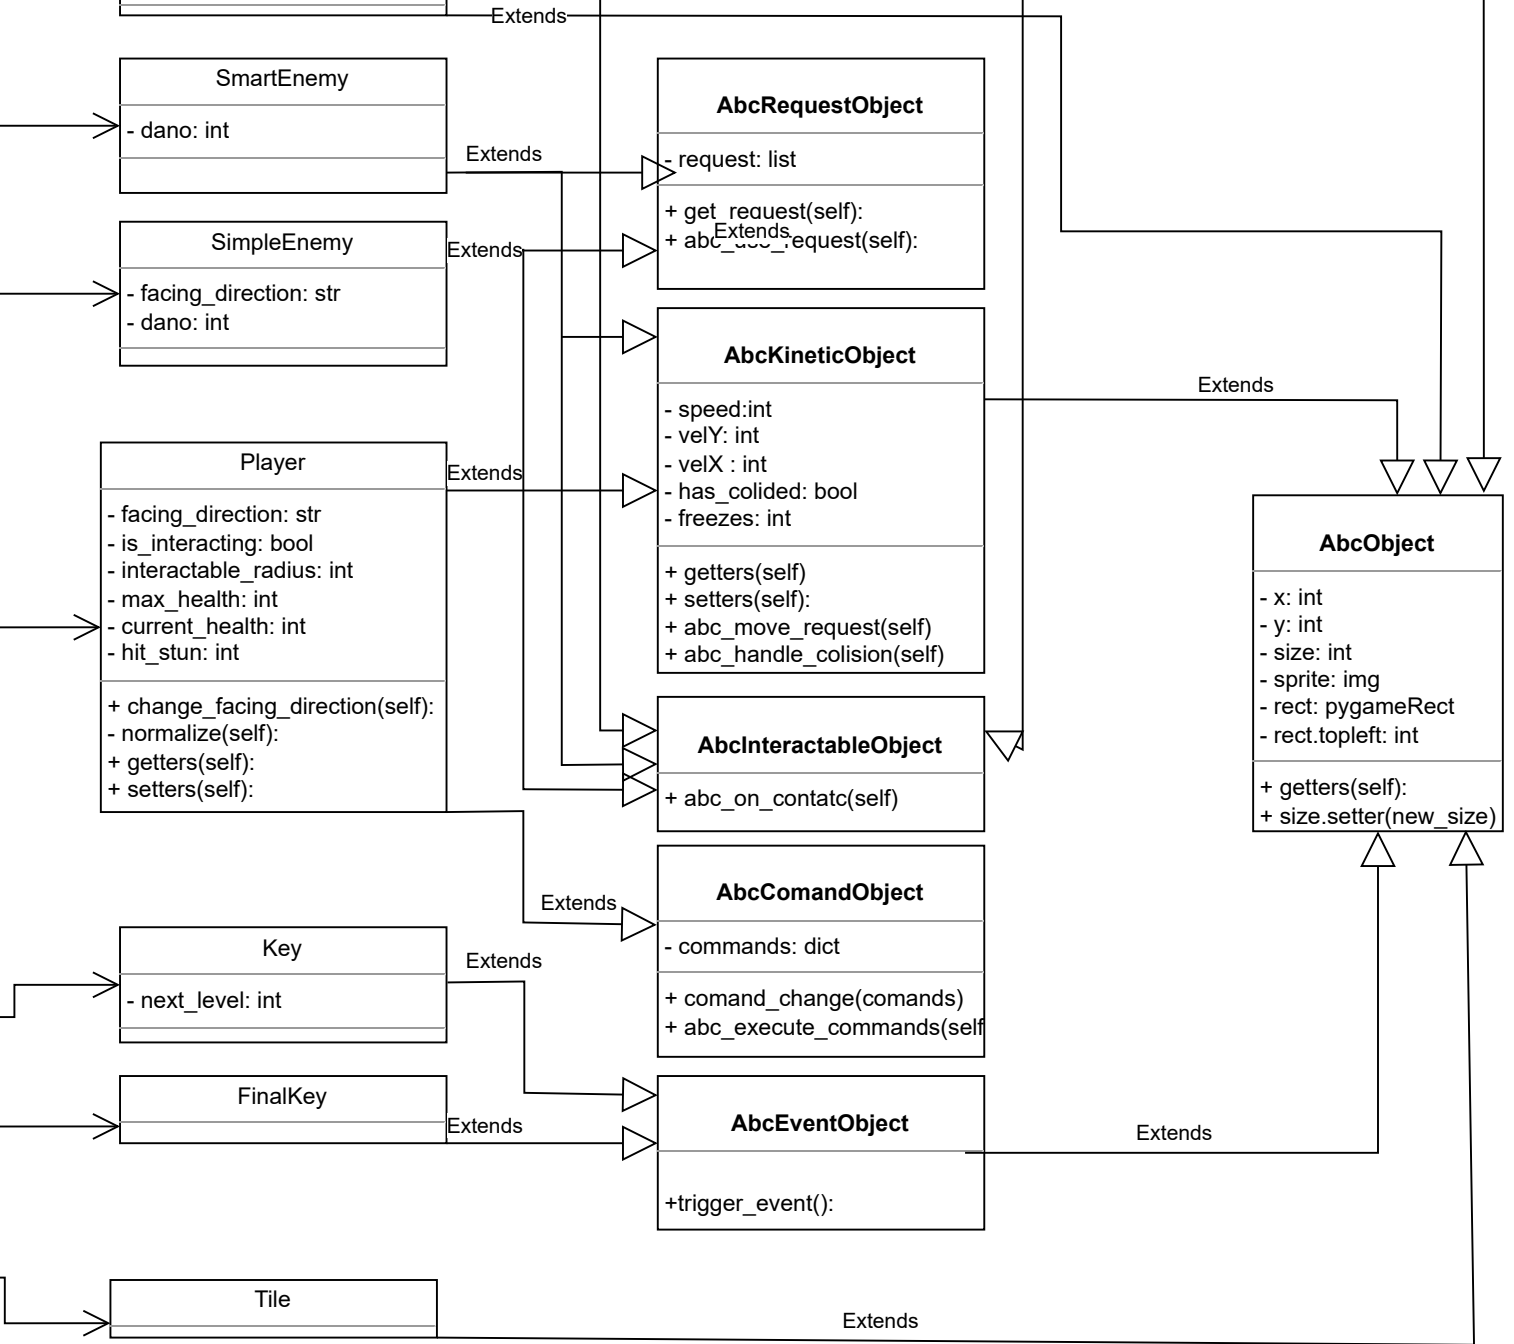 Extends
SmartEnemy
- dano: int
Extends
SimpleEnemy
- facing_direction: str
- dano: int
Extends
Player
- facing_direction: str
- is_interacting: bool
- interactable_radius: int
- max_health: int
- current_health: int
- hit_stun: int
+ change_facing_direction(self):
- normalize(self):
+ getters(self):
+ setters(self):
Extends
Extends
Key
- next_level: int
Extends
FinalKey
Extends
Tile
Extends
AbcRequestObject
- request: list
+ get_request(self):
Extends
+ abc_use_request(self):
AbcKineticObject
- speed:int
- velY: int
- velX : int
- has_colided: bool
- freezes: int
+ getters(self)
+ setters(self):
+ abc_move_request(self)
+ abc_handle_colision(self)
Extends
AbcInteractableObject
+ abc_on_contatc(self)
AbcComandObject
- commands: dict
+ comand_change(comands)
+ abc_execute_commands(self
AbcEventObject
+trigger_event():
Extends
AbcObject
- x: int
- y: int
- size: int
- sprite: img
- rect: pygameRect
- rect.topleft: int
+ getters(self):
+ size.setter(new_size)